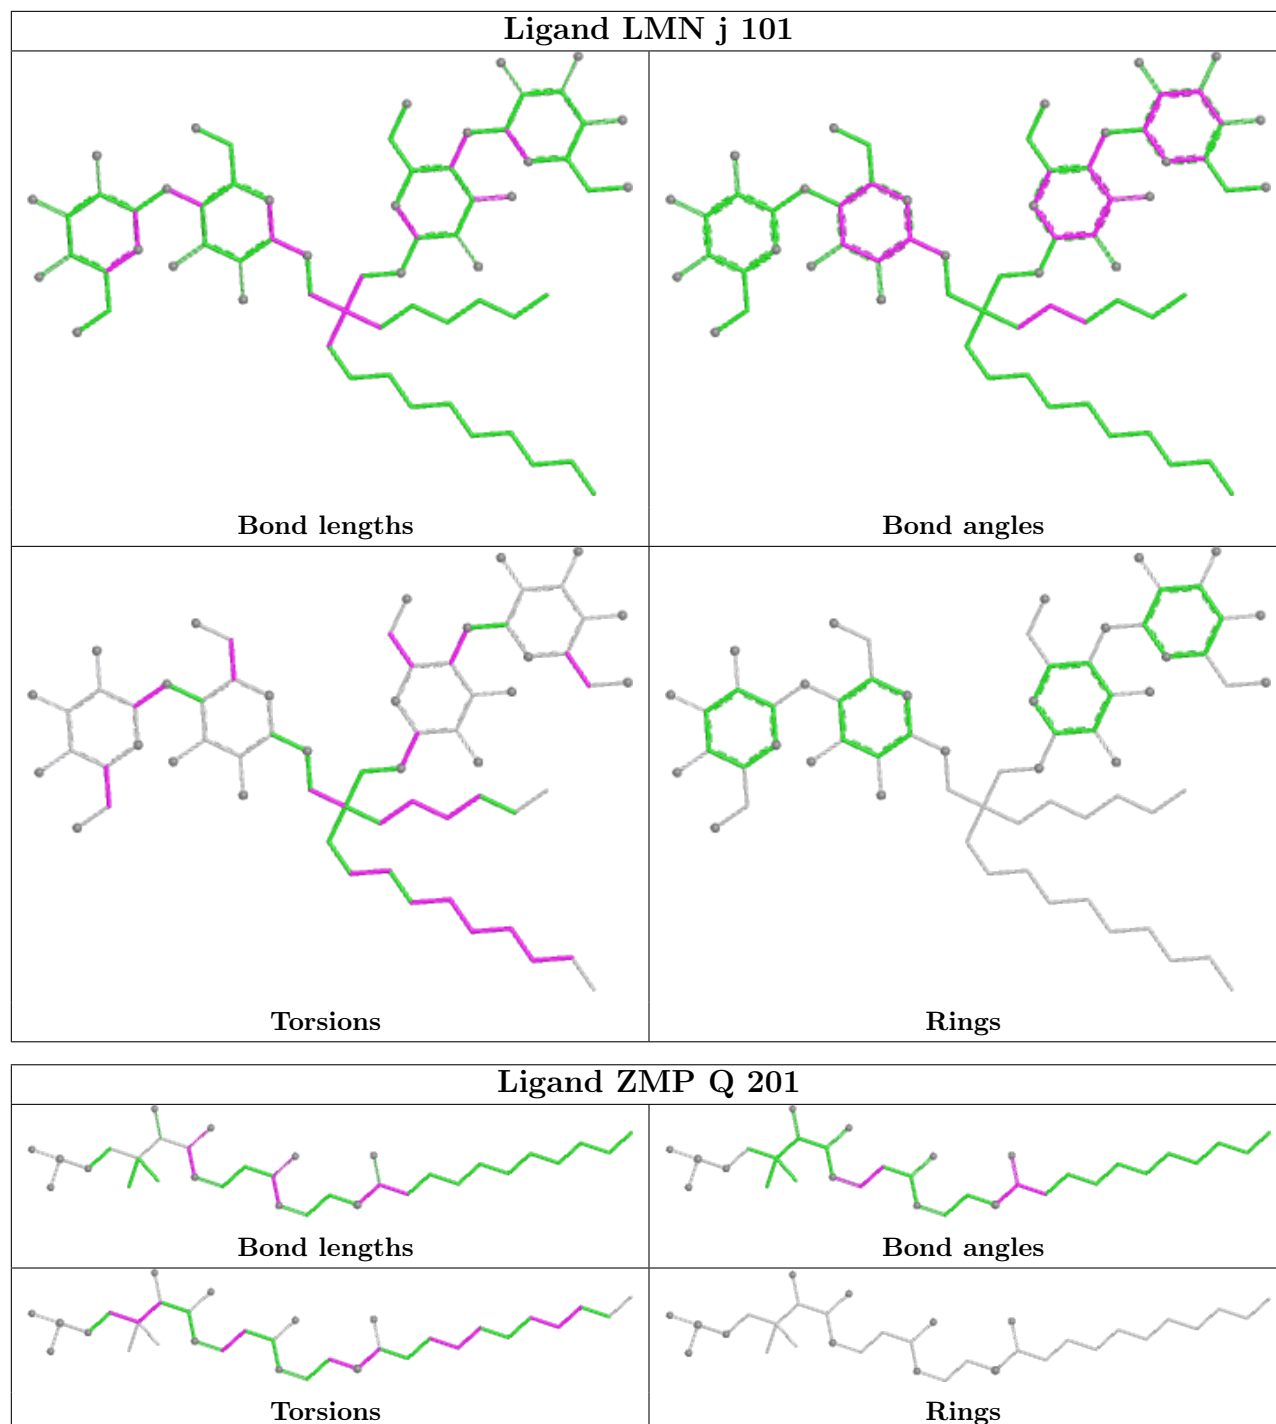 Ligand LMN j 101
Bond lengths
Bond angles
Torsions
Rings
Ligand ZMP Q 201
Bond lengths
Bond angles
Torsions
Rings